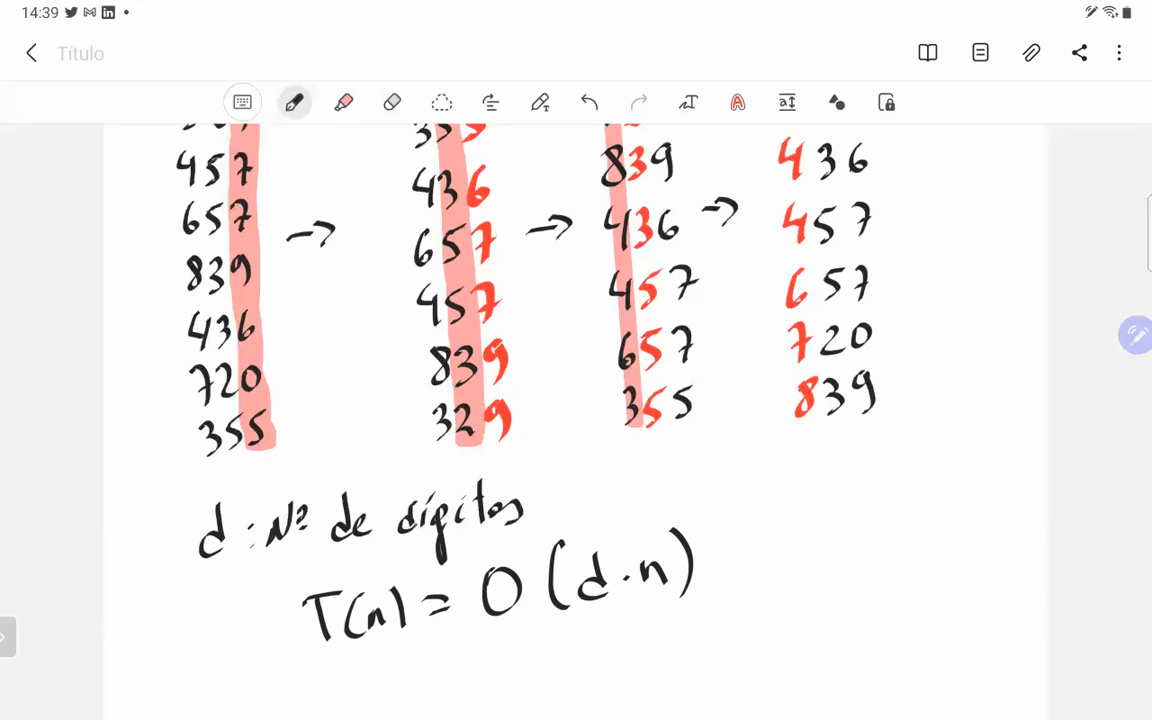 14:39
Título
457 436 839 436
657 657 436 457
839 457 457 657
436 839 657 720
720 329 355 839
355
d : Nº de dígitos
T(n) = O (d·n)